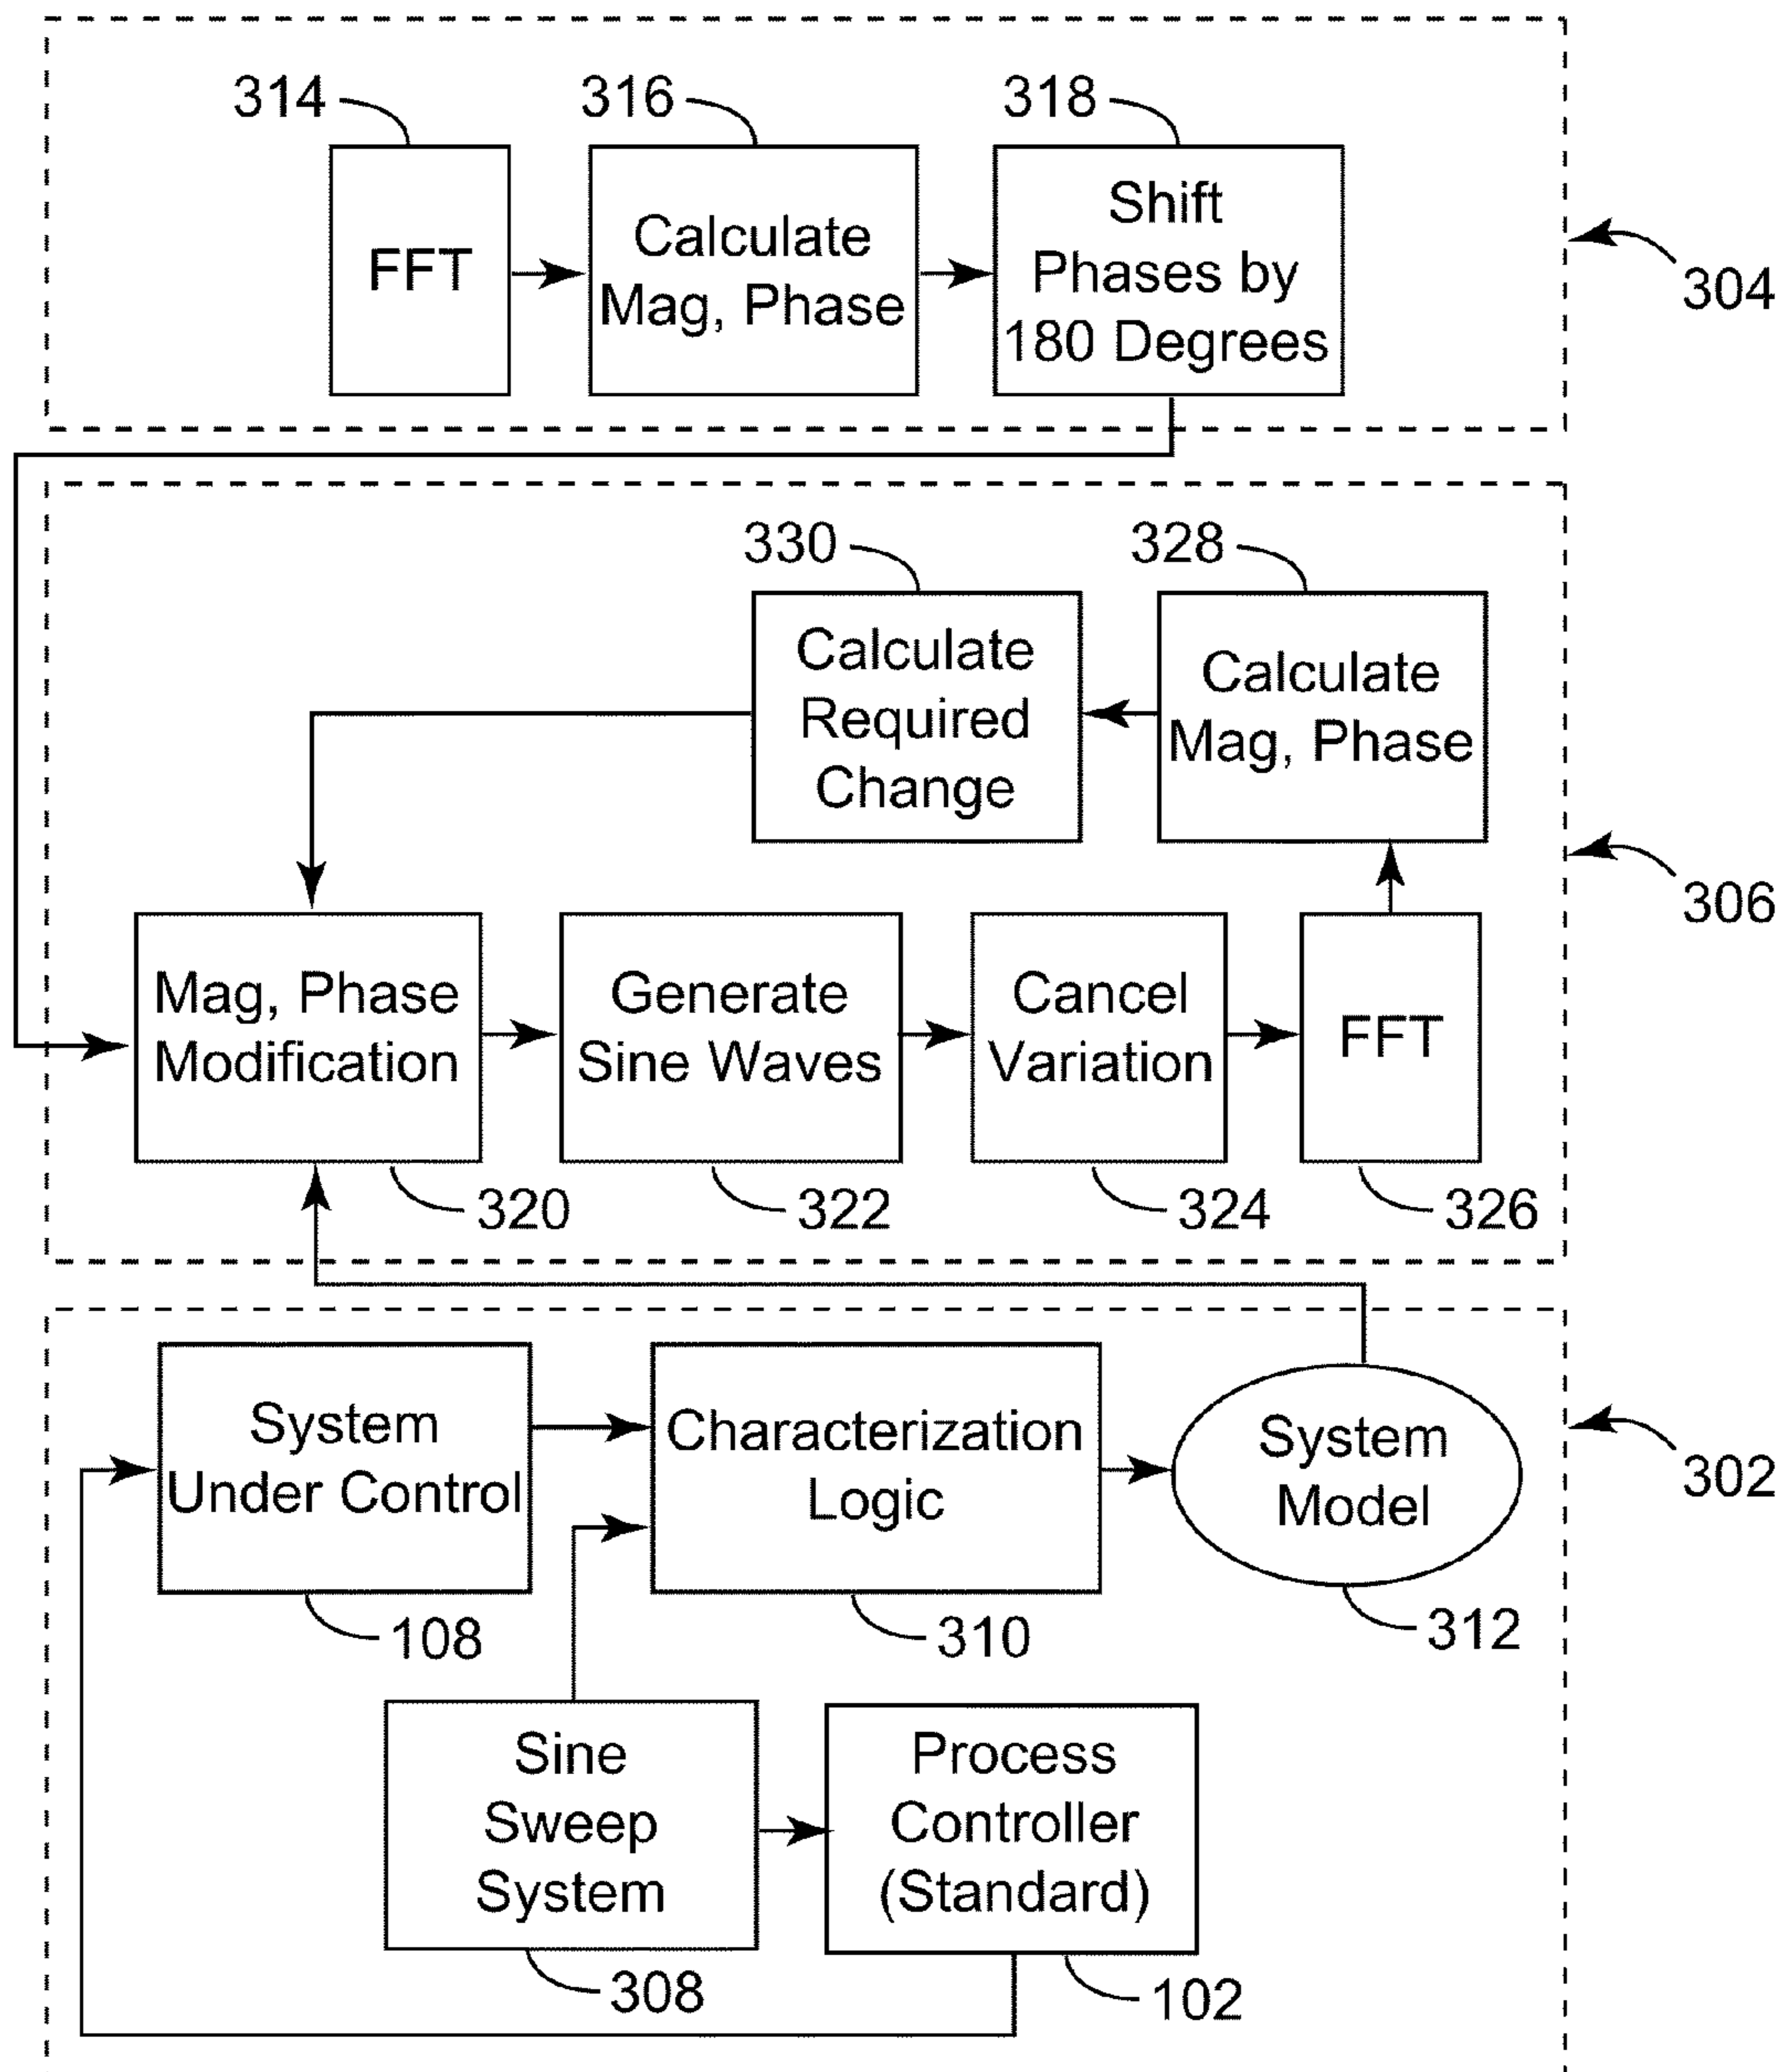 314
316
318
FFT
Calculate
Mag, Phase
Shift
Phases by
180 Degrees
304
330
328
Calculate
Required
Change
Calculate
Mag, Phase
306
Mag, Phase
Modification
Generate
Sine Waves
Cancel
Variation
FFT
320
322
324
326
System
Under Control
Characterization
Logic
System
Model
302
108
310
312
Sine
Sweep
System
Process
Controller
(Standard)
308
102